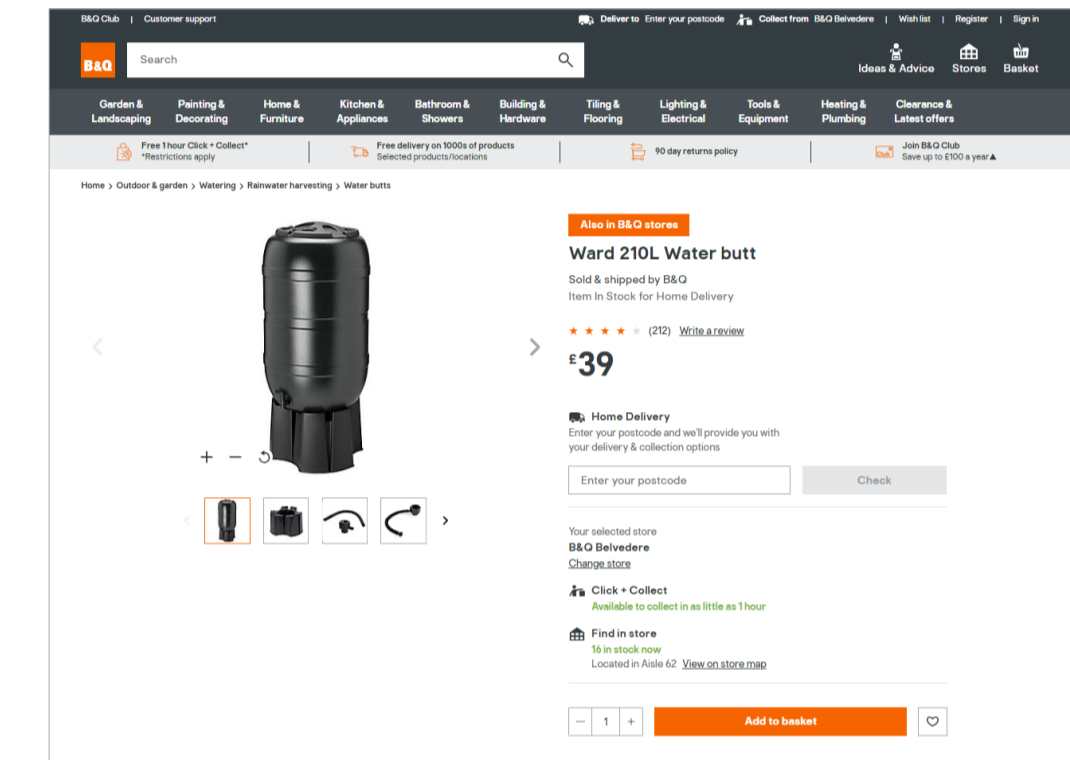 B&Q Club | Customer support
Deliver to Enter your postcode Collect from B&Q Belvedere | Wish list | Register | Sign in
B&Q
Search
Ideas & Advice Stores Basket
Garden & Landscaping
Painting & Decorating
Home & Furniture
Kitchen & Appliances
Bathroom & Showers
Building & Hardware
Tiling & Flooring
Lighting & Electrical
Tools & Equipment
Heating & Plumbing
Clearance & Latest offers
Free 1 hour Click + Collect*
*Restrictions apply
Free delivery on 1000s of products
Selected products/locations
90 day returns policy
Join B&Q Club
Save up to £100 a year▲
Home > Outdoor & garden > Watering > Rainwater harvesting > Water butts
Also in B&Q stores
Ward 210L Water butt
Sold & shipped by B&Q
Item In Stock for Home Delivery
(212) Write a review
£39
Home Delivery
Enter your postcode and we'll provide you with
your delivery & collection options
Enter your postcode Check
Your selected store
B&Q Belvedere
Change store
Click + Collect
Available to collect in as little as 1 hour
Find in store
16 in stock now
Located in Aisle 62 View on store map
− 1 + Add to basket